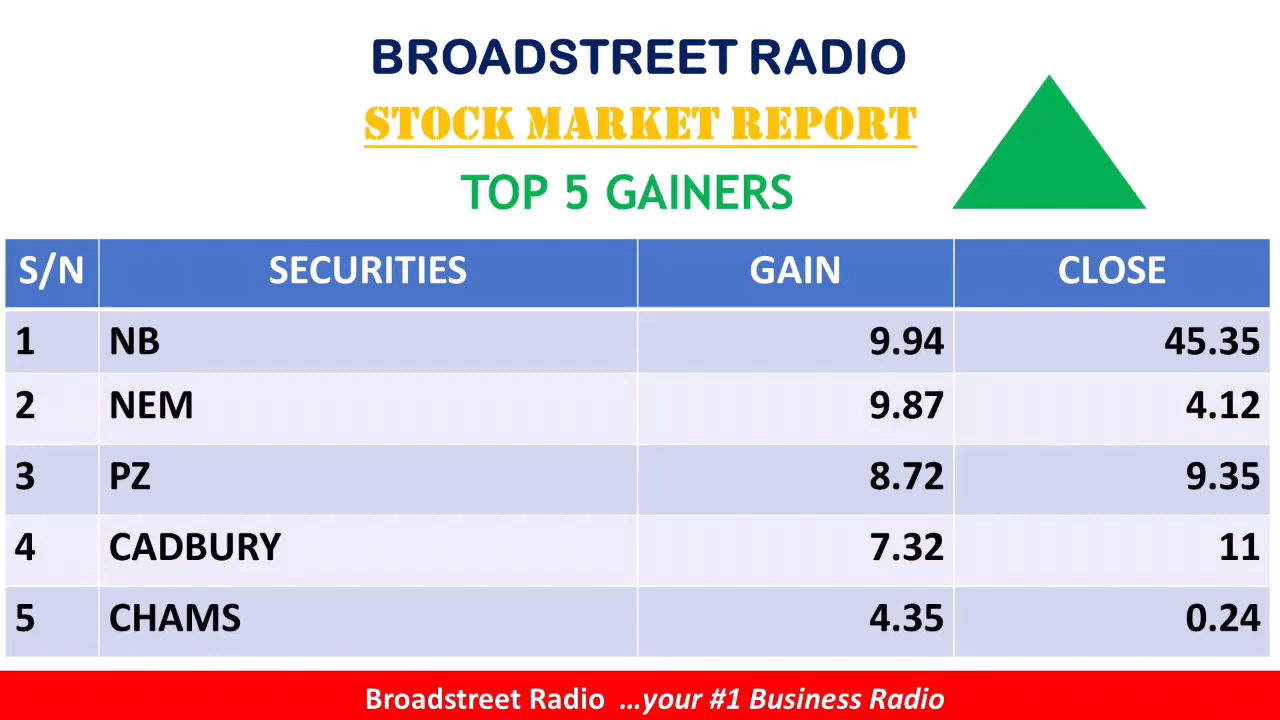 BROADSTREET RADIO
STOCK MARKET REPORT
TOP 5 GAINERS
S/N SECURITIES GAIN CLOSE
1 NB 9.94 45.35
2 NEM 9.87 4.12
3 PZ 8.72 9.35
4 CADBURY 7.32 11
5 CHAMS 4.35 0.24
Broadstreet Radio ...your #1 Business Radio